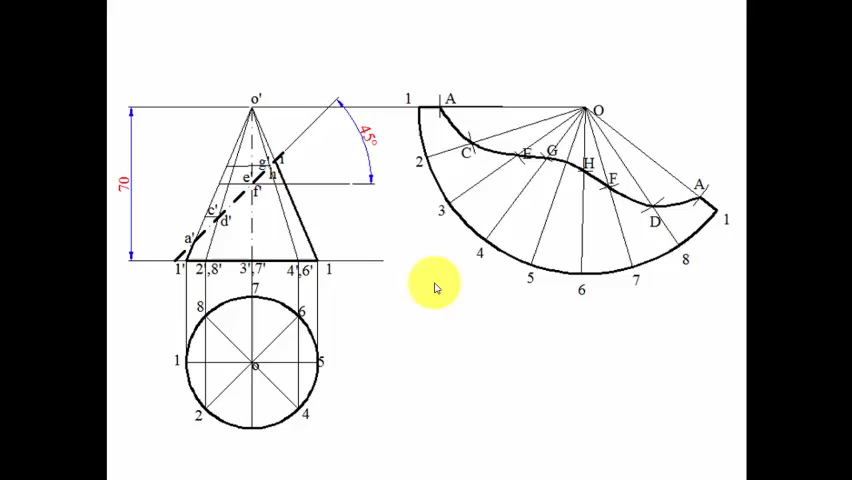 o'
45°
70
g' i
e' h
f'
c'
d'
a'
1' 2',8' 3',7' 4',6' 1
7
8 6
1 o 5
2 4
1 A O
2 C E G
H
F A
3 D 1
4 8
5 7
6